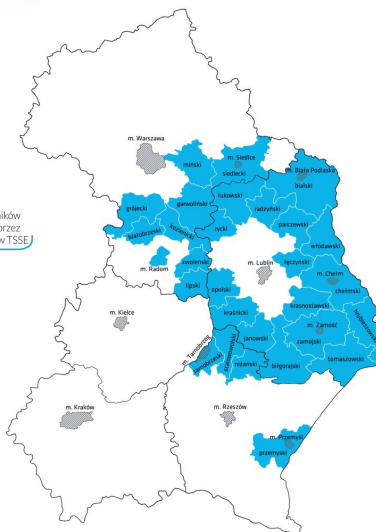 m. Warszawa
m. Siedlce
miński
siedlecki
m. Biała Podlaska
bialski
garwoliński
łukowski
grójecki
radzyński
białobrzeski
kozienicki
parczewski
rycki
włodawski
ników
przez
w TSSE
zwoleński
łęczyński
m. Radom
m. Lublin
m. Chełm
lipski
opolski
chełmski
krasnostawski
hrubieszowski
m. Kielce
kraśnicki
m. Zamość
janowski
zamojski
m. Tarnobrzeg
stalowowolski
tarnobrzeski
niżański
biłgorajski
tomaszowski
m. Kraków
m. Rzeszów
m. Przemyśl
przemyski